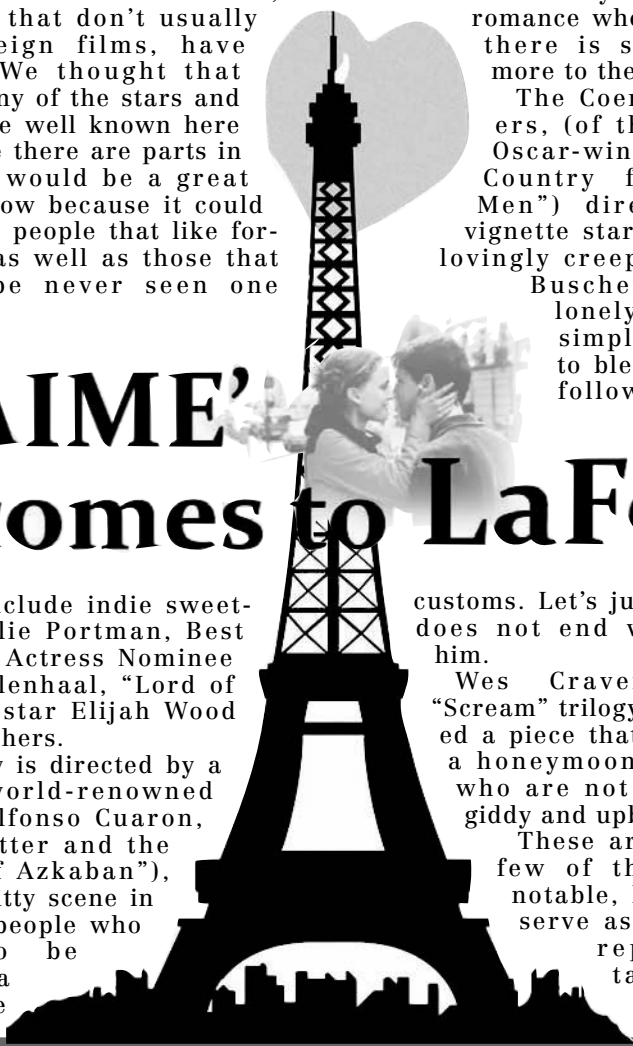 that don't usually
eign films, have
We thought that
ny of the stars and
e well known here
e there are parts in
would be a great
ow because it could
people that like for-
as well as those that
be never seen one
romance whe
there is s
more to the
The Coen
ers, (of th
Oscar-win
Country f
Men”) dire
vignette star
lovingly creep
Busche
lonely
simpl
to ble
follow
AIME’
comes to LaFo
nclude indie sweet-
lie Portman, Best
Actress Nominee
lenhaal, “Lord of
star Elijah Wood
hers.
y is directed by a
world-renowned
lfonso Cuaron,
tter and the
f Azkaban”),
tty scene in
people who
o be
a
e
customs. Let's ju
does not end w
him.
Wes Crave
“Scream” trilogy
ed a piece that
a honeymoon
who are not
giddy and upb
These ar
few of th
notable,
serve as
rep
ta